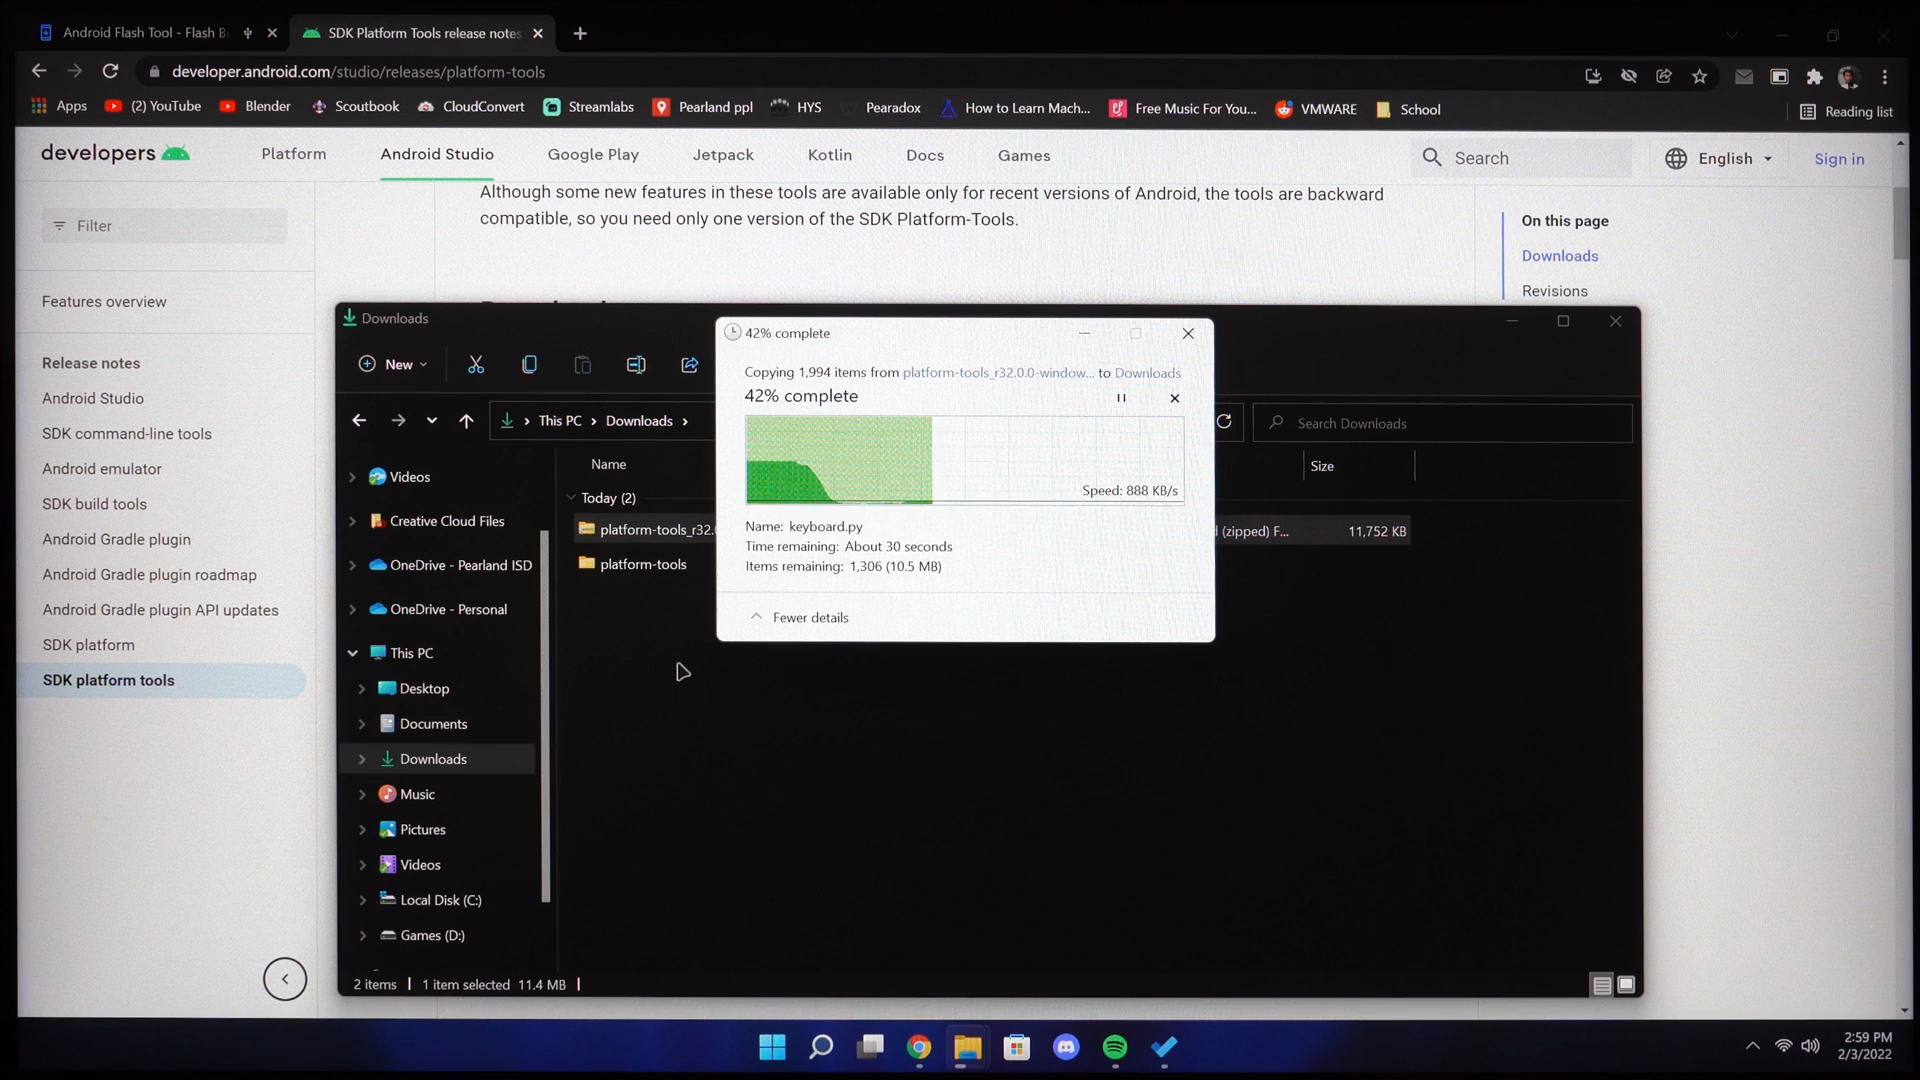 Android Flash Tool - Flash B
SDK Platform Tools release notes
developer.android.com/studio/releases/platform-tools
Apps
(2) YouTube
Blender
Scoutbook
CloudConvert
Streamlabs
Pearland ppl
HYS
Pearadox
How to Learn Mach...
Free Music For You...
VMWARE
School
Reading list
developers
Platform
Android Studio
Google Play
Jetpack
Kotlin
Docs
Games
Search
English
Sign in
Filter
Features overview
Release notes
Android Studio
SDK command-line tools
Android emulator
SDK build tools
Android Gradle plugin
Android Gradle plugin roadmap
Android Gradle plugin API updates
SDK platform
SDK platform tools
Although some new features in these tools are available only for recent versions of Android, the tools are backward
compatible, so you need only one version of the SDK Platform-Tools.
On this page
Downloads
Revisions
Downloads
New
This PC
Downloads
Search Downloads
Name
Size
Today (2)
platform-tools_r32.
(zipped) F...
11,752 KB
platform-tools
Videos
Creative Cloud Files
OneDrive - Pearland ISD
OneDrive - Personal
This PC
Desktop
Documents
Downloads
Music
Pictures
Videos
Local Disk (C:)
Games (D:)
2 items
1 item selected 11.4 MB
42% complete
Copying 1,994 items from platform-tools_r32.0.0-window... to Downloads
42% complete
Speed: 888 KB/s
Name: keyboard.py
Time remaining: About 30 seconds
Items remaining: 1,306 (10.5 MB)
Fewer details
2:59 PM
2/3/2022